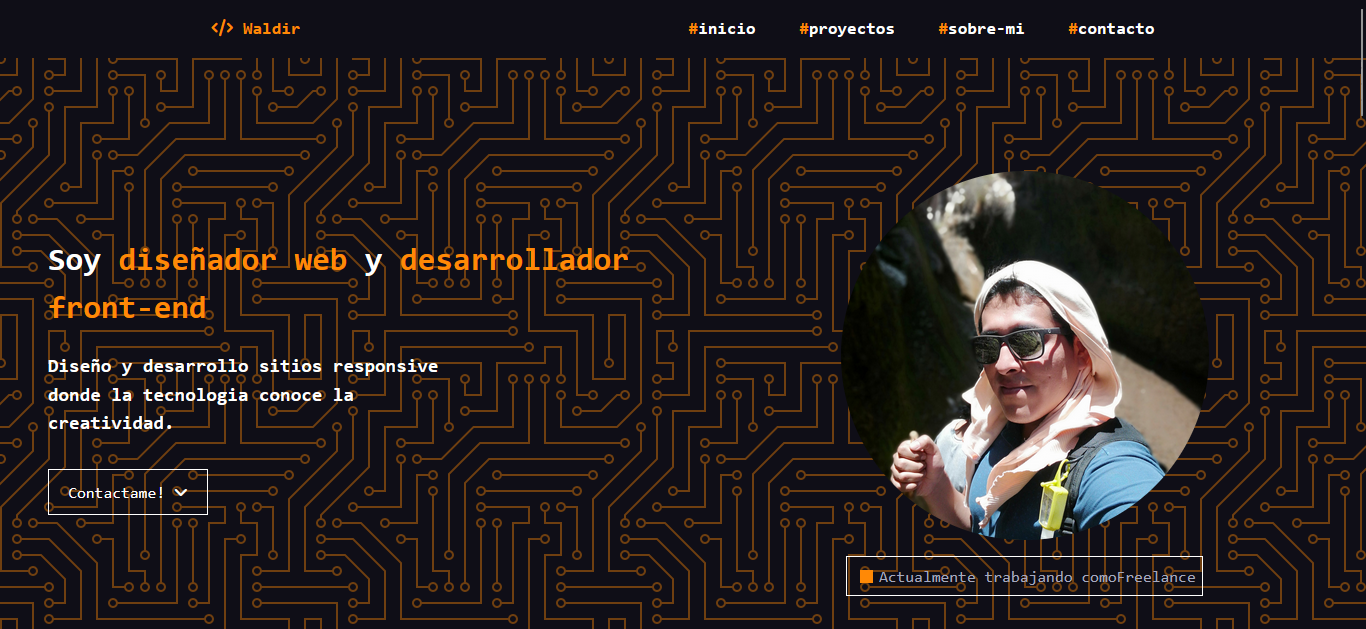 </> Waldir
#inicio #proyectos #sobre-mi #contacto
Soy diseñador web y desarrollador
front-end
Diseño y desarrollo sitios responsive
donde la tecnologia conoce la
creatividad.
Contactame!
Actualmente trabajando comoFreelance